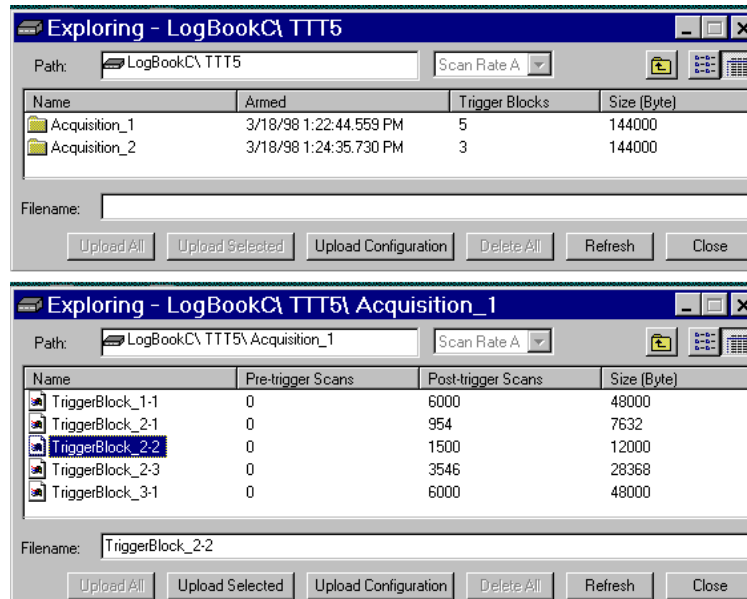 Exploring - LogBookC\ TTT5
Path: LogBookC\ TTT5 Scan Rate A
Name Armed Trigger Blocks Size (Byte)
Acquisition_1 3/18/98 1:22:44.559 PM 5 144000
Acquisition_2 3/18/98 1:24:35.730 PM 3 144000
Filename:
Upload All Upload Selected Upload Configuration Delete All Refresh Close
Exploring - LogBookC\ TTT5\ Acquisition_1
Path: LogBookC\ TTT5\ Acquisition_1 Scan Rate A
Name Pre-trigger Scans Post-trigger Scans Size (Byte)
TriggerBlock_1-1 0 6000 48000
TriggerBlock_2-1 0 954 7632
TriggerBlock_2-2 0 1500 12000
TriggerBlock_2-3 0 3546 28368
TriggerBlock_3-1 0 6000 48000
Filename: TriggerBlock_2-2
Upload All Upload Selected Upload Configuration Delete All Refresh Close